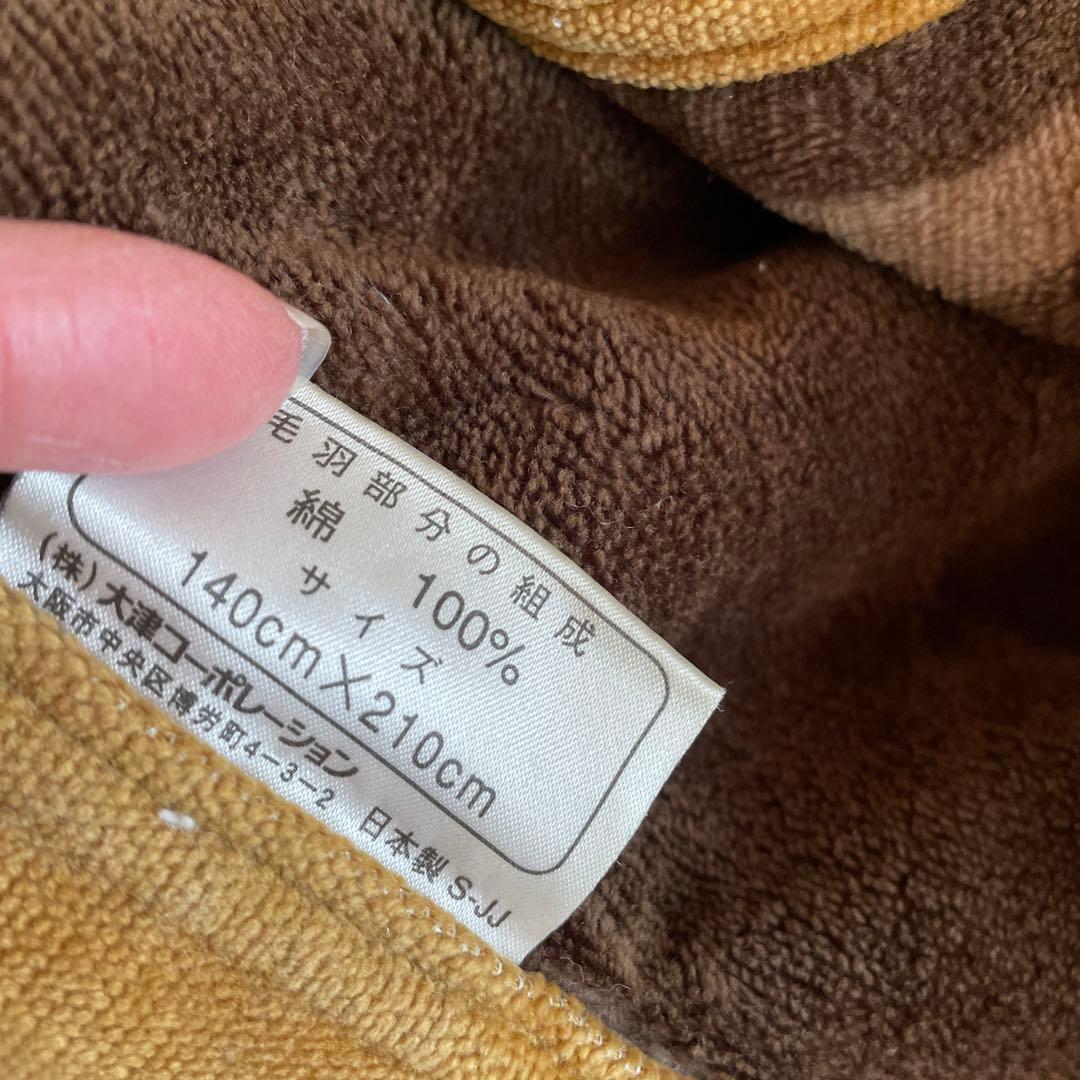 毛羽部分の組成
綿 100%
サイズ
140cm×210cm
(株)大津コーポレーション
大阪市中央区博労町4-3-2 日本製 S-JJ